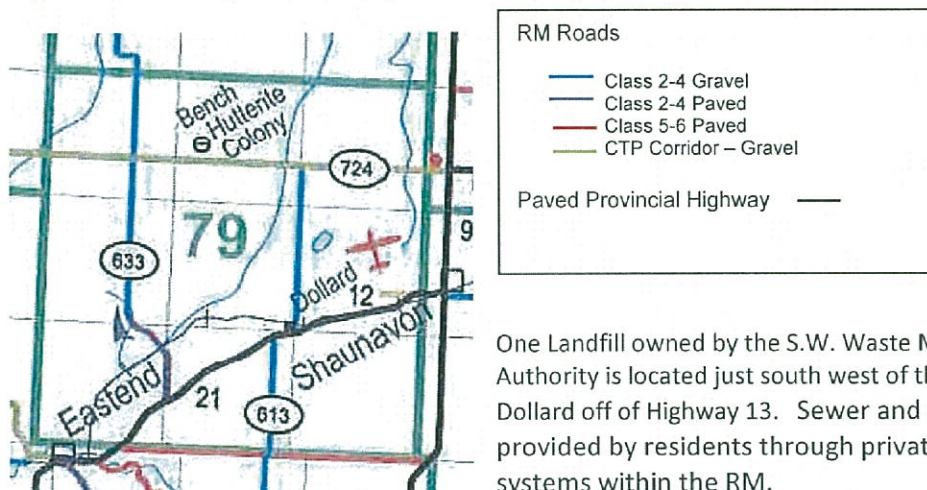 Bench
Hutterite
Colony
724
79
9
633
Dollard
12
Shaunavon
Eastend
21
613
RM Roads
Class 2-4 Gravel
Class 2-4 Paved
Class 5-6 Paved
CTP Corridor – Gravel
Paved Provincial Highway
One Landfill owned by the S.W. Waste M
Authority is located just south west of th
Dollard off of Highway 13. Sewer and
provided by residents through privat
systems within the RM.